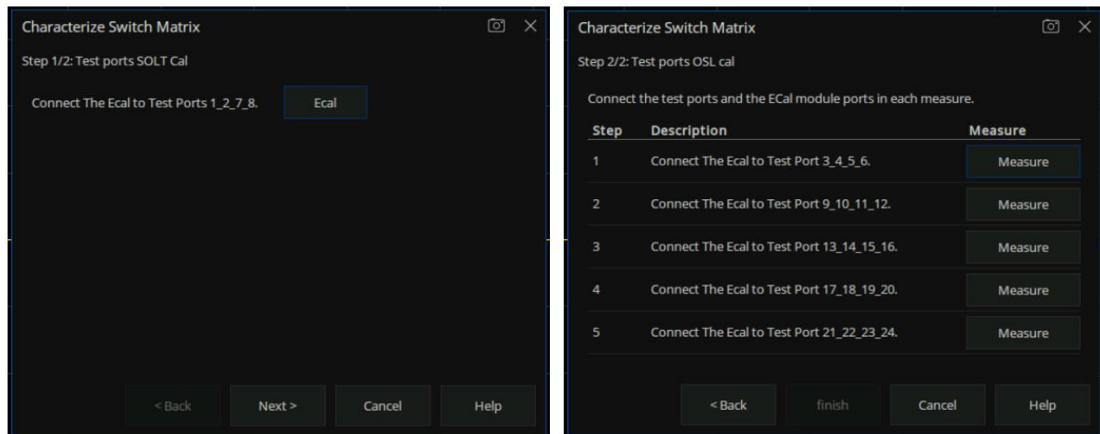 Characterize Switch Matrix
Step 1/2: Test ports SOLT Cal
Connect The Ecal to Test Ports 1_2_7_8. Ecal
< Back Next > Cancel Help
Characterize Switch Matrix
Step 2/2: Test ports OSL cal
Connect the test ports and the ECal module ports in each measure.
Step Description Measure
1 Connect The Ecal to Test Port 3_4_5_6. Measure
2 Connect The Ecal to Test Port 9_10_11_12. Measure
3 Connect The Ecal to Test Port 13_14_15_16. Measure
4 Connect The Ecal to Test Port 17_18_19_20. Measure
5 Connect The Ecal to Test Port 21_22_23_24. Measure
< Back finish Cancel Help